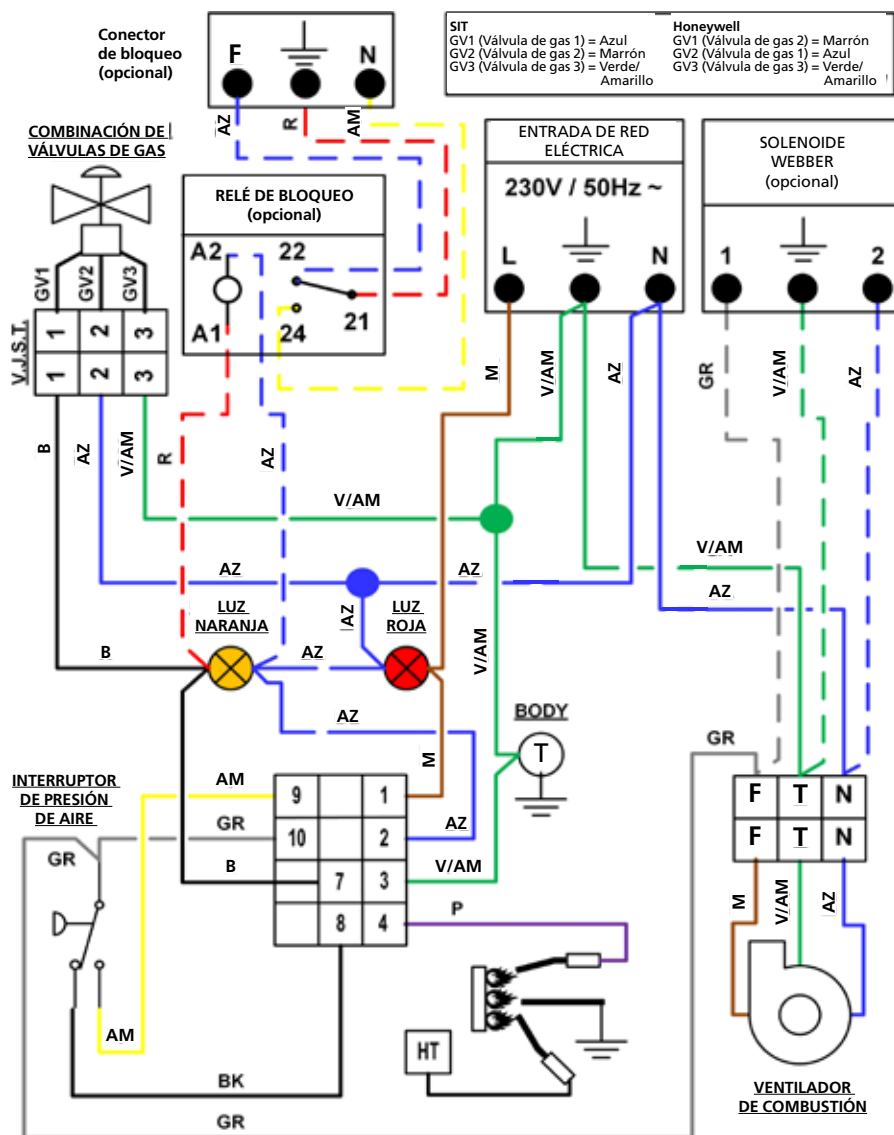 Conector
de bloqueo
(opcional)
F
N
AZ
R
AM
SIT
GV1 (Válvula de gas 1) = Azul
GV2 (Válvula de gas 2) = Marrón
GV3 (Válvula de gas 3) = Verde/
Amarillo
Honeywell
GV1 (Válvula de gas 2) = Marrón
GV2 (Válvula de gas 1) = Azul
GV3 (Válvula de gas 3) = Verde/
Amarillo
COMBINACIÓN DE
VÁLVULAS DE GAS
GV1
GV2
GV3
V.J.S.T.
1
2
3
1
2
3
RELÉ DE BLOQUEO
(opcional)
A2
22
A1
24
21
ENTRADA DE RED
ELÉCTRICA
230V / 50Hz ~
L
N
SOLENOIDE
WEBBER
(opcional)
1
2
B
AZ
V/AM
R
AZ
M
V/AM
AZ
GR
V/AM
AZ
V/AM
V/AM
AZ
AZ
AZ
LUZ
NARANJA
AZ
LUZ
ROJA
B
AZ
V/AM
AZ
M
BODY
T
GR
INTERRUPTOR
DE PRESIÓN
DE AIRE
AM
GR
GR
B
9
1
10
2
7
3
8
4
AZ
V/AM
P
F
T
N
F
T
N
M
V/AM
AZ
AM
HT
BK
GR
VENTILADOR
DE COMBUSTIÓN